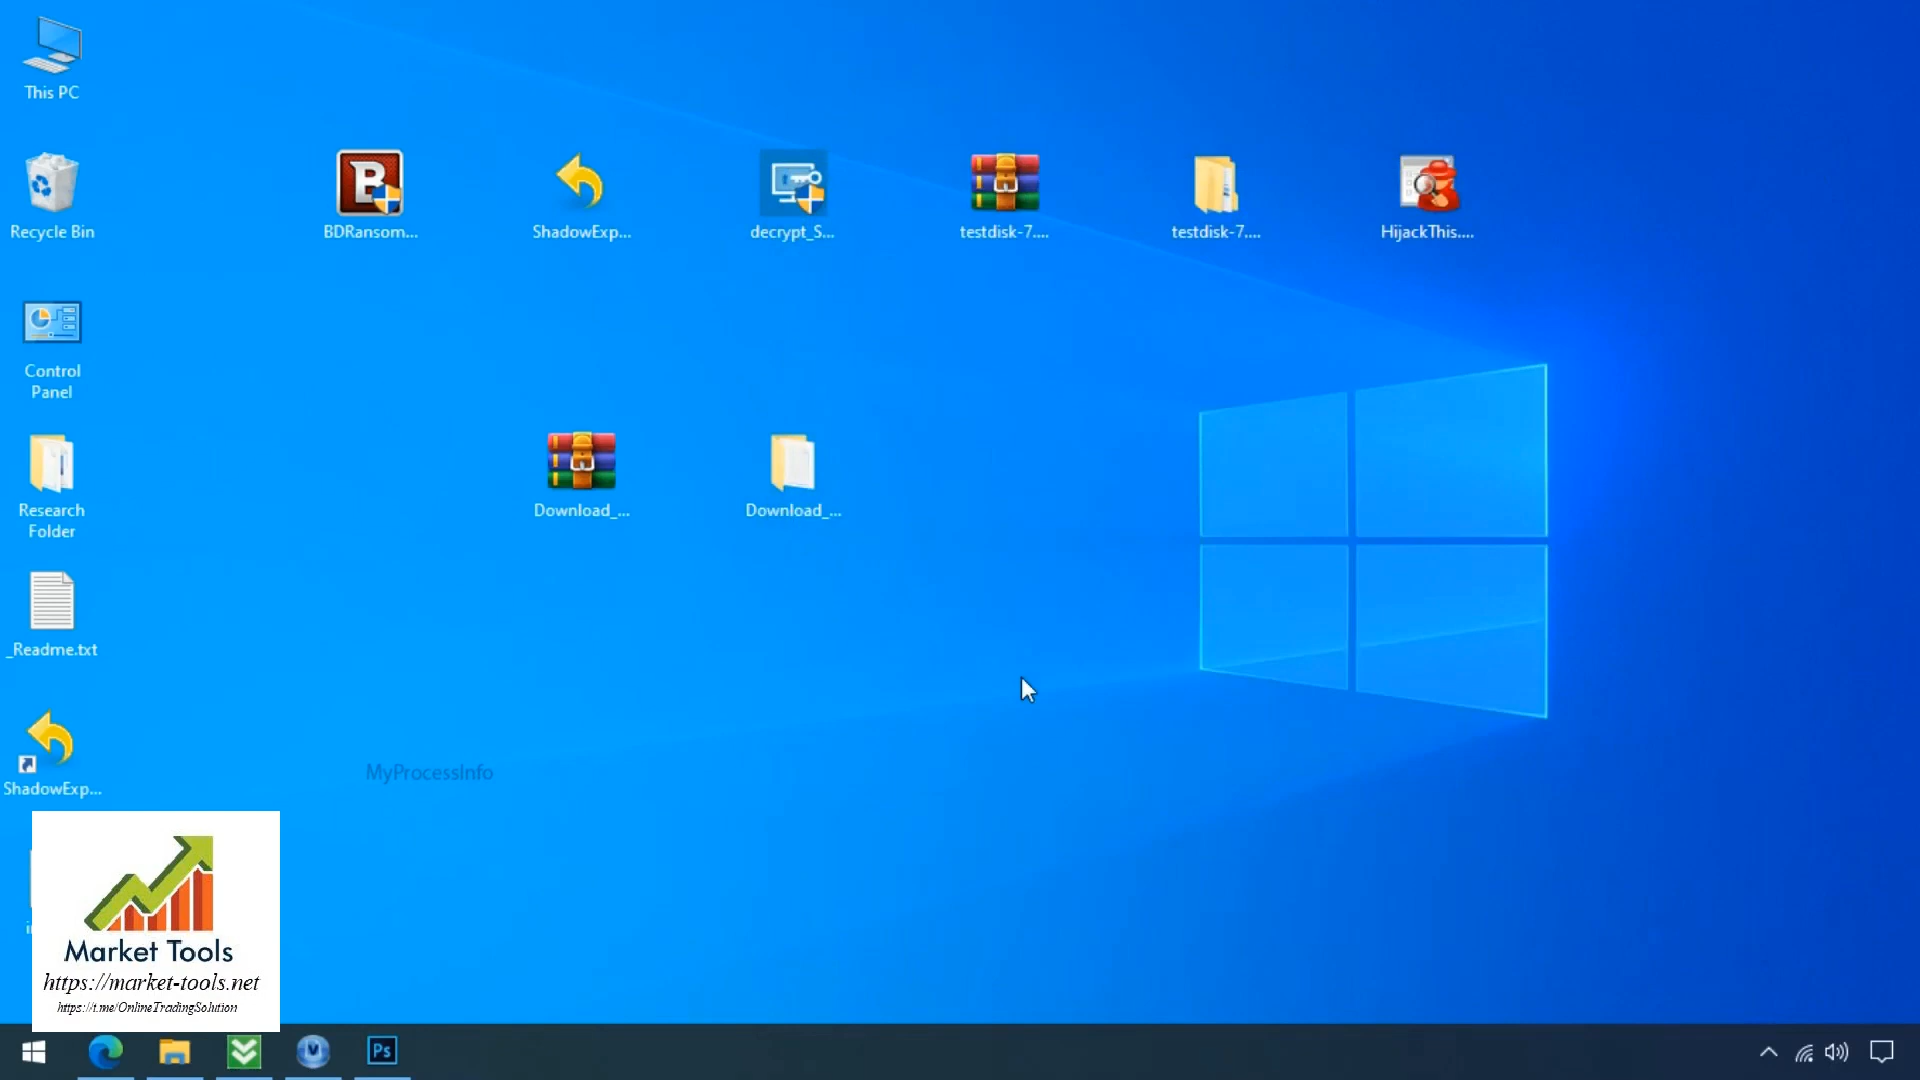 This PC
Recycle Bin
BDRansom...
ShadowExp...
decrypt_S...
testdisk-7....
testdisk-7....
HijackThis....
Control
Panel
Research
Folder
Download_...
Download_...
_Readme.txt
ShadowExp...
MyProcessInfo
Market Tools
https://market-tools.net
https://t.me/OnlineTradingSolution
Ps